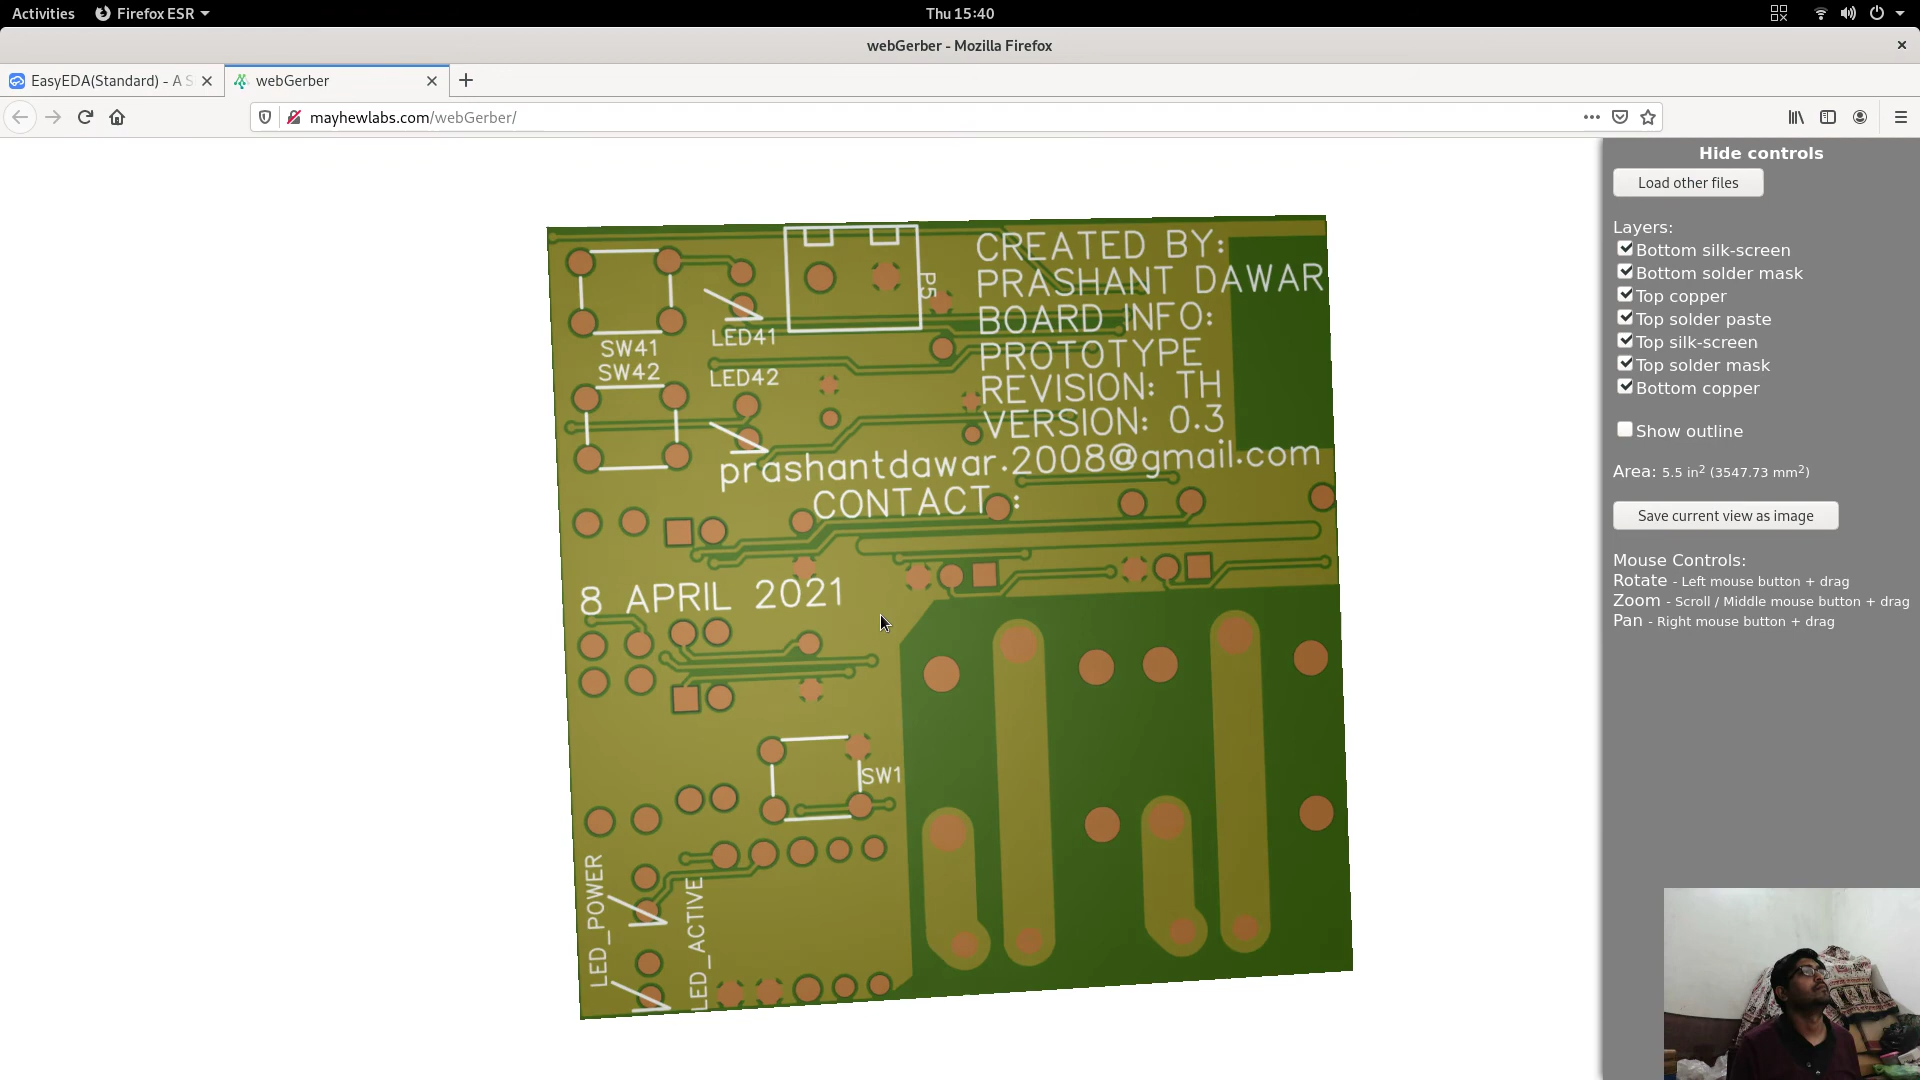 Activities Firefox ESR Thu 15:40
webGerber - Mozilla Firefox
EasyEDA(Standard) - A S webGerber
mayhewlabs.com/webGerber/
Hide controls
Load other files
Layers:
Bottom silk-screen
Bottom solder mask
Top copper
Top solder paste
Top silk-screen
Top solder mask
Bottom copper
Show outline
Area: 5.5 in² (3547.73 mm²)
Save current view as image
Mouse Controls:
Rotate - Left mouse button + drag
Zoom - Scroll / Middle mouse button + drag
Pan - Right mouse button + drag
CREATED BY:
PRASHANT DAWAR
BOARD INFO:
PROTOTYPE
REVISION: TH
VERSION: 0.3
prashantdawar.2008@gmail.com
CONTACT :
P5
LED41
SW41
SW42
LED42
8 APRIL 2021
SW1
LED_POWER
LED_ACTIVE